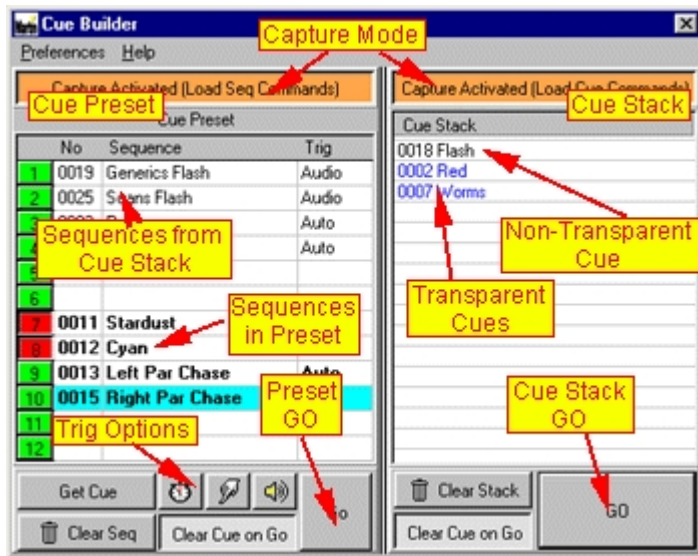 Cue Builder
Preferences Help
Capture Mode
Capture Activated (Load Seq Commands)
Cue Preset
Cue Preset
No Sequence Trig
1 0019 Generics Flash Audio
2 0025 Scans Flash Audio
Auto
Auto
Sequences from
Cue Stack
6
7 0011 Stardust
8 0012 Cyan
9 0013 Left Par Chase Auto
10 0015 Right Par Chase
11
12
Sequences
in Preset
Trig Options
Preset
GO
Get Cue
Clear Seq
Clear Cue on Go
Capture Activated (Load Cue Commands)
Cue Stack
Cue Stack
0018 Flash
0002 Red
0007 Worms
Non-Transparent
Cue
Transparent
Cues
Cue Stack
GO
Clear Stack
Clear Cue on Go
GO